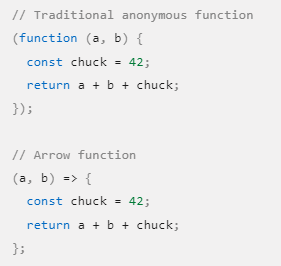 // Traditional anonymous function
(function (a, b) {
  const chuck = 42;
  return a + b + chuck;
});

// Arrow function
(a, b) => {
  const chuck = 42;
  return a + b + chuck;
};